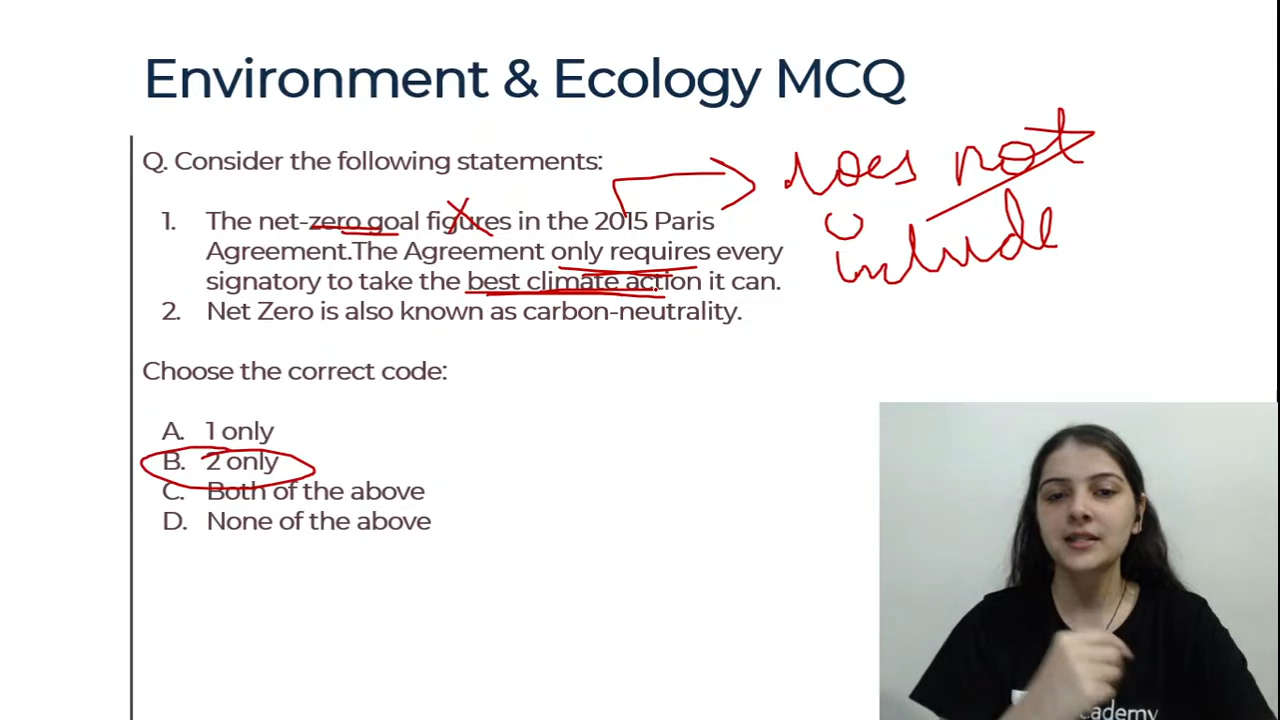 Environment & Ecology MCQ
Q. Consider the following statements:
1. The net-zero goal figures in the 2015 Paris
Agreement.The Agreement only requires every
signatory to take the best climate action it can.
2. Net Zero is also known as carbon-neutrality.
does not
include
Choose the correct code:
A. 1 only
B. 2 only
C. Both of the above
D. None of the above
cademy